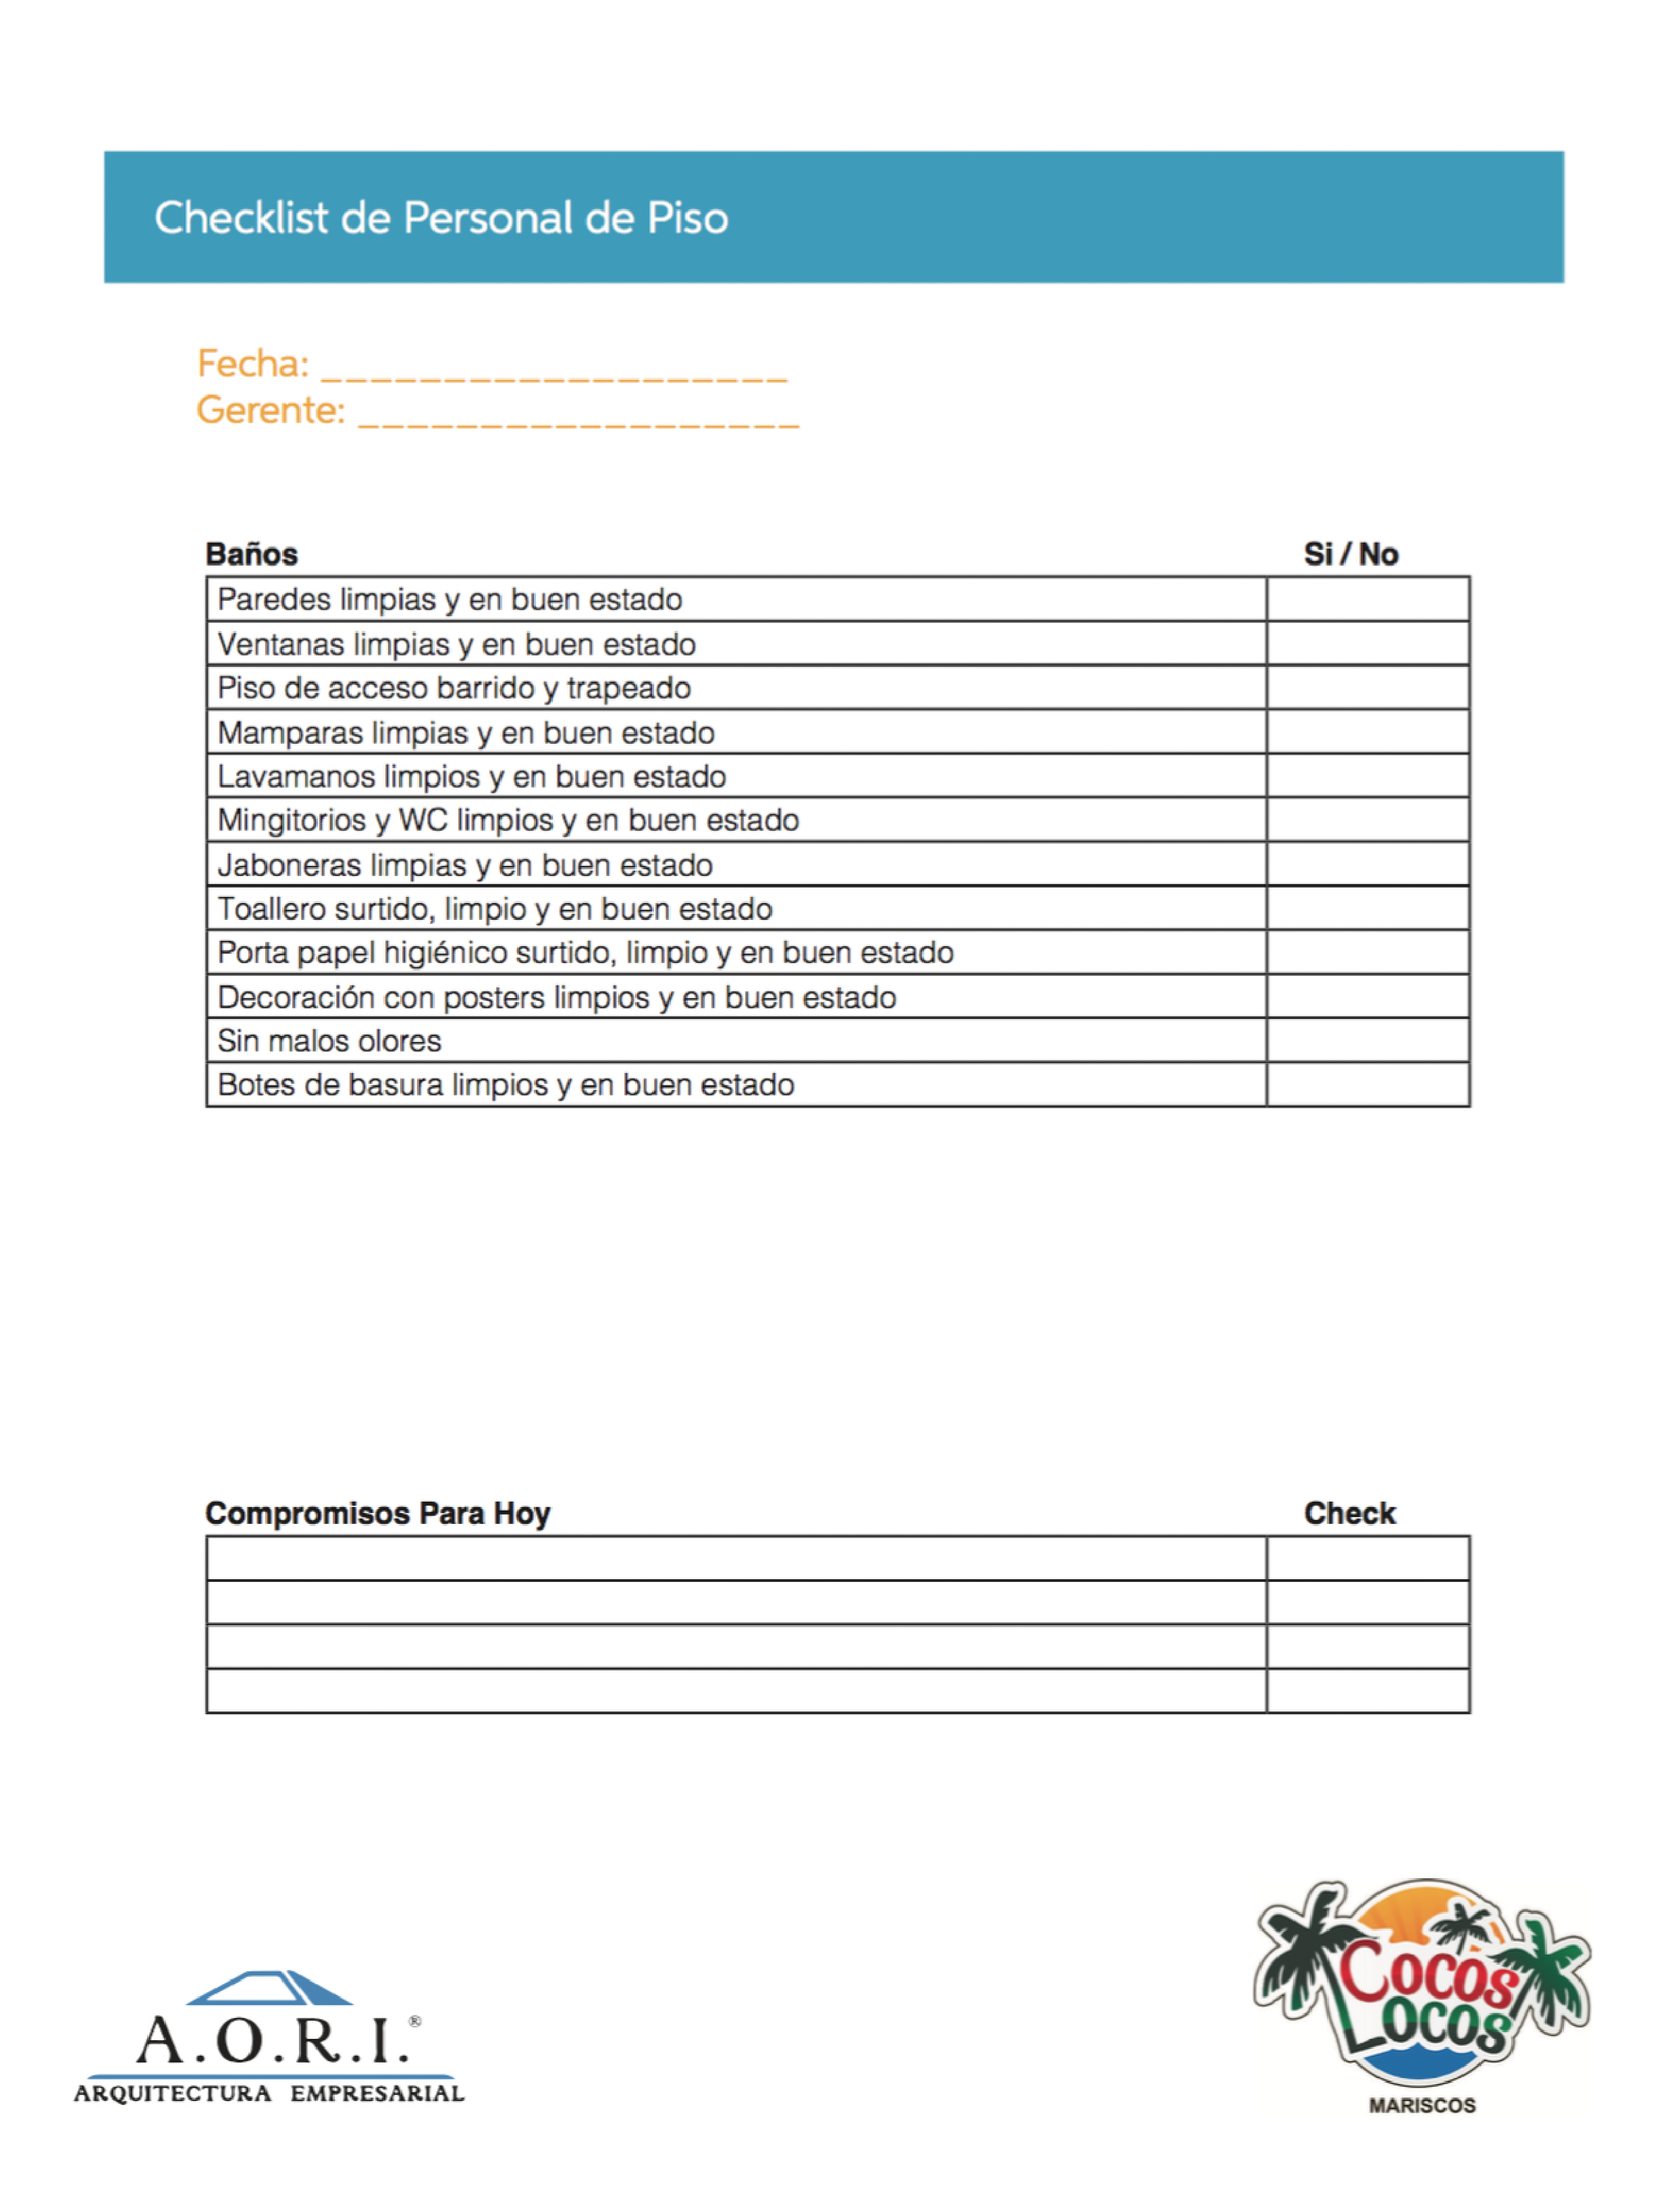 Checklist de Personal de Piso
Fecha: ___________________
Gerente: __________________
Baños Si / No
Paredes limpias y en buen estado
Ventanas limpias y en buen estado
Piso de acceso barrido y trapeado
Mamparas limpias y en buen estado
Lavamanos limpios y en buen estado
Mingitorios y WC limpios y en buen estado
Jaboneras limpias y en buen estado
Toallero surtido, limpio y en buen estado
Porta papel higiénico surtido, limpio y en buen estado
Decoración con posters limpios y en buen estado
Sin malos olores
Botes de basura limpios y en buen estado
Compromisos Para Hoy Check
A.O.R.I.®
ARQUITECTURA EMPRESARIAL
COCOS
LOCOS
MARISCOS